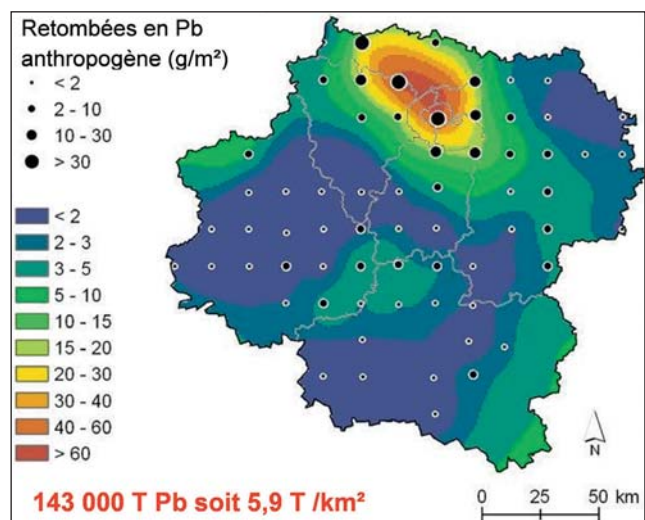 Retombées en Pb
anthropogène (g/m²)
< 2
2 - 10
10 - 30
> 30
< 2
2 - 3
3 - 5
5 - 10
10 - 15
15 - 20
20 - 30
30 - 40
40 - 60
> 60
N
143 000 T Pb soit 5,9 T /km²
0 25 50 km